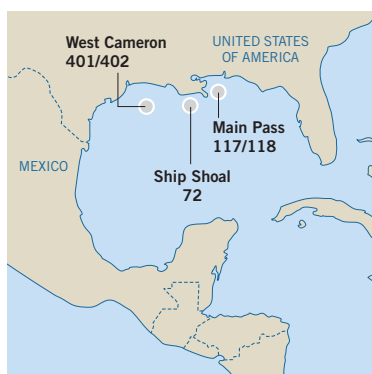 West Cameron
401/402
UNITED STATES
OF AMERICA
Main Pass
117/118
MEXICO
Ship Shoal
72